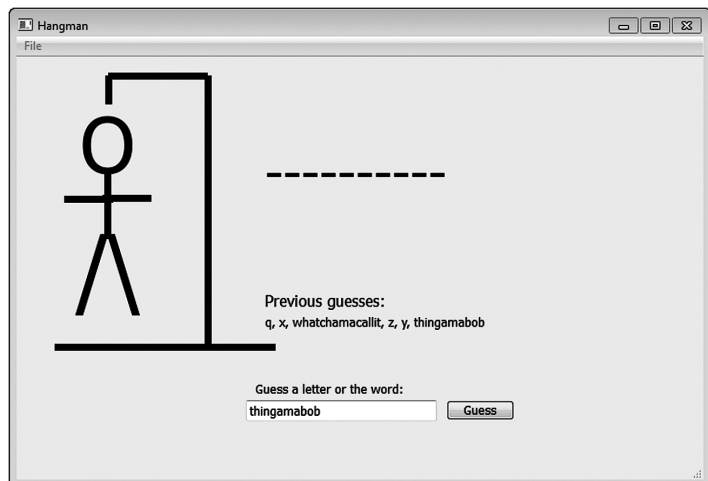 Hangman
File
----------
Previous guesses:
q, x, whatchamacallit, z, y, thingamabob
Guess a letter or the word:
thingamabob
Guess